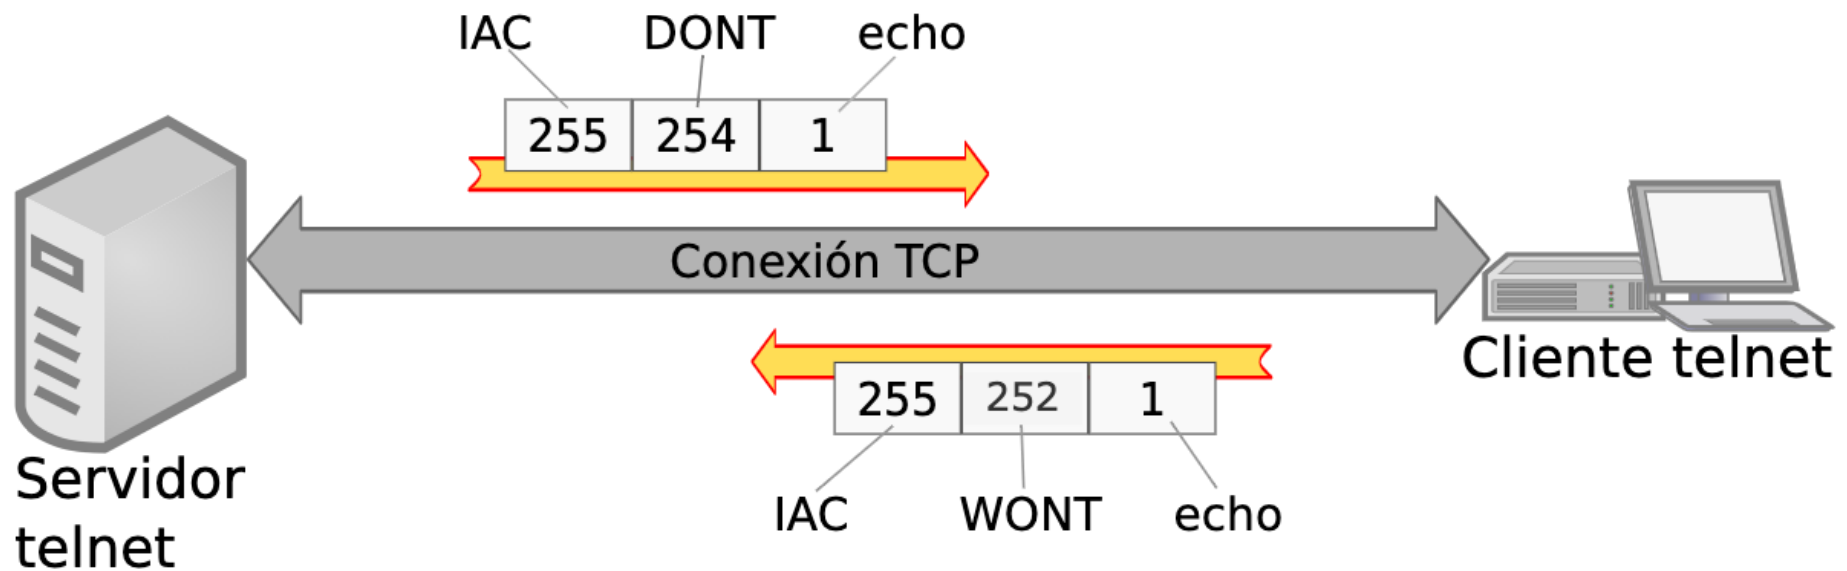 IAC DONT echo
255 254 1
Conexión TCP
Cliente telnet
255 252 1
IAC WONT echo
Servidor
telnet